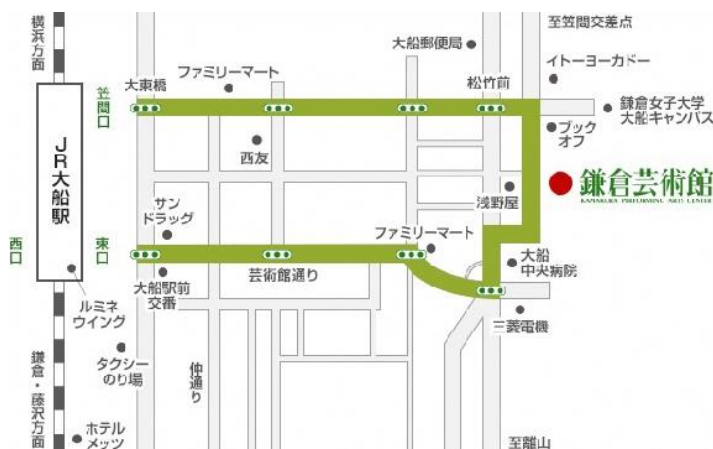 横浜方面
JR大船駅
西口
笠間口
東口
ルミネ
ウイング
鎌倉・藤沢方面
ホテル
メッツ
タクシー
のり場
大船駅前
交番
サン
ドラッグ
大東橋
ファミリーマート
西友
芸術館通り
仲通り
大船郵便局
松竹前
浅野屋
ファミリーマート
至笠間交差点
イトーヨーカドー
鎌倉女子大学
大船キャンパス
ブック
オフ
鎌倉芸術館
KAMAKURA PERFORMING ARTS CENTER
大船
中央病院
三菱電機
至離山